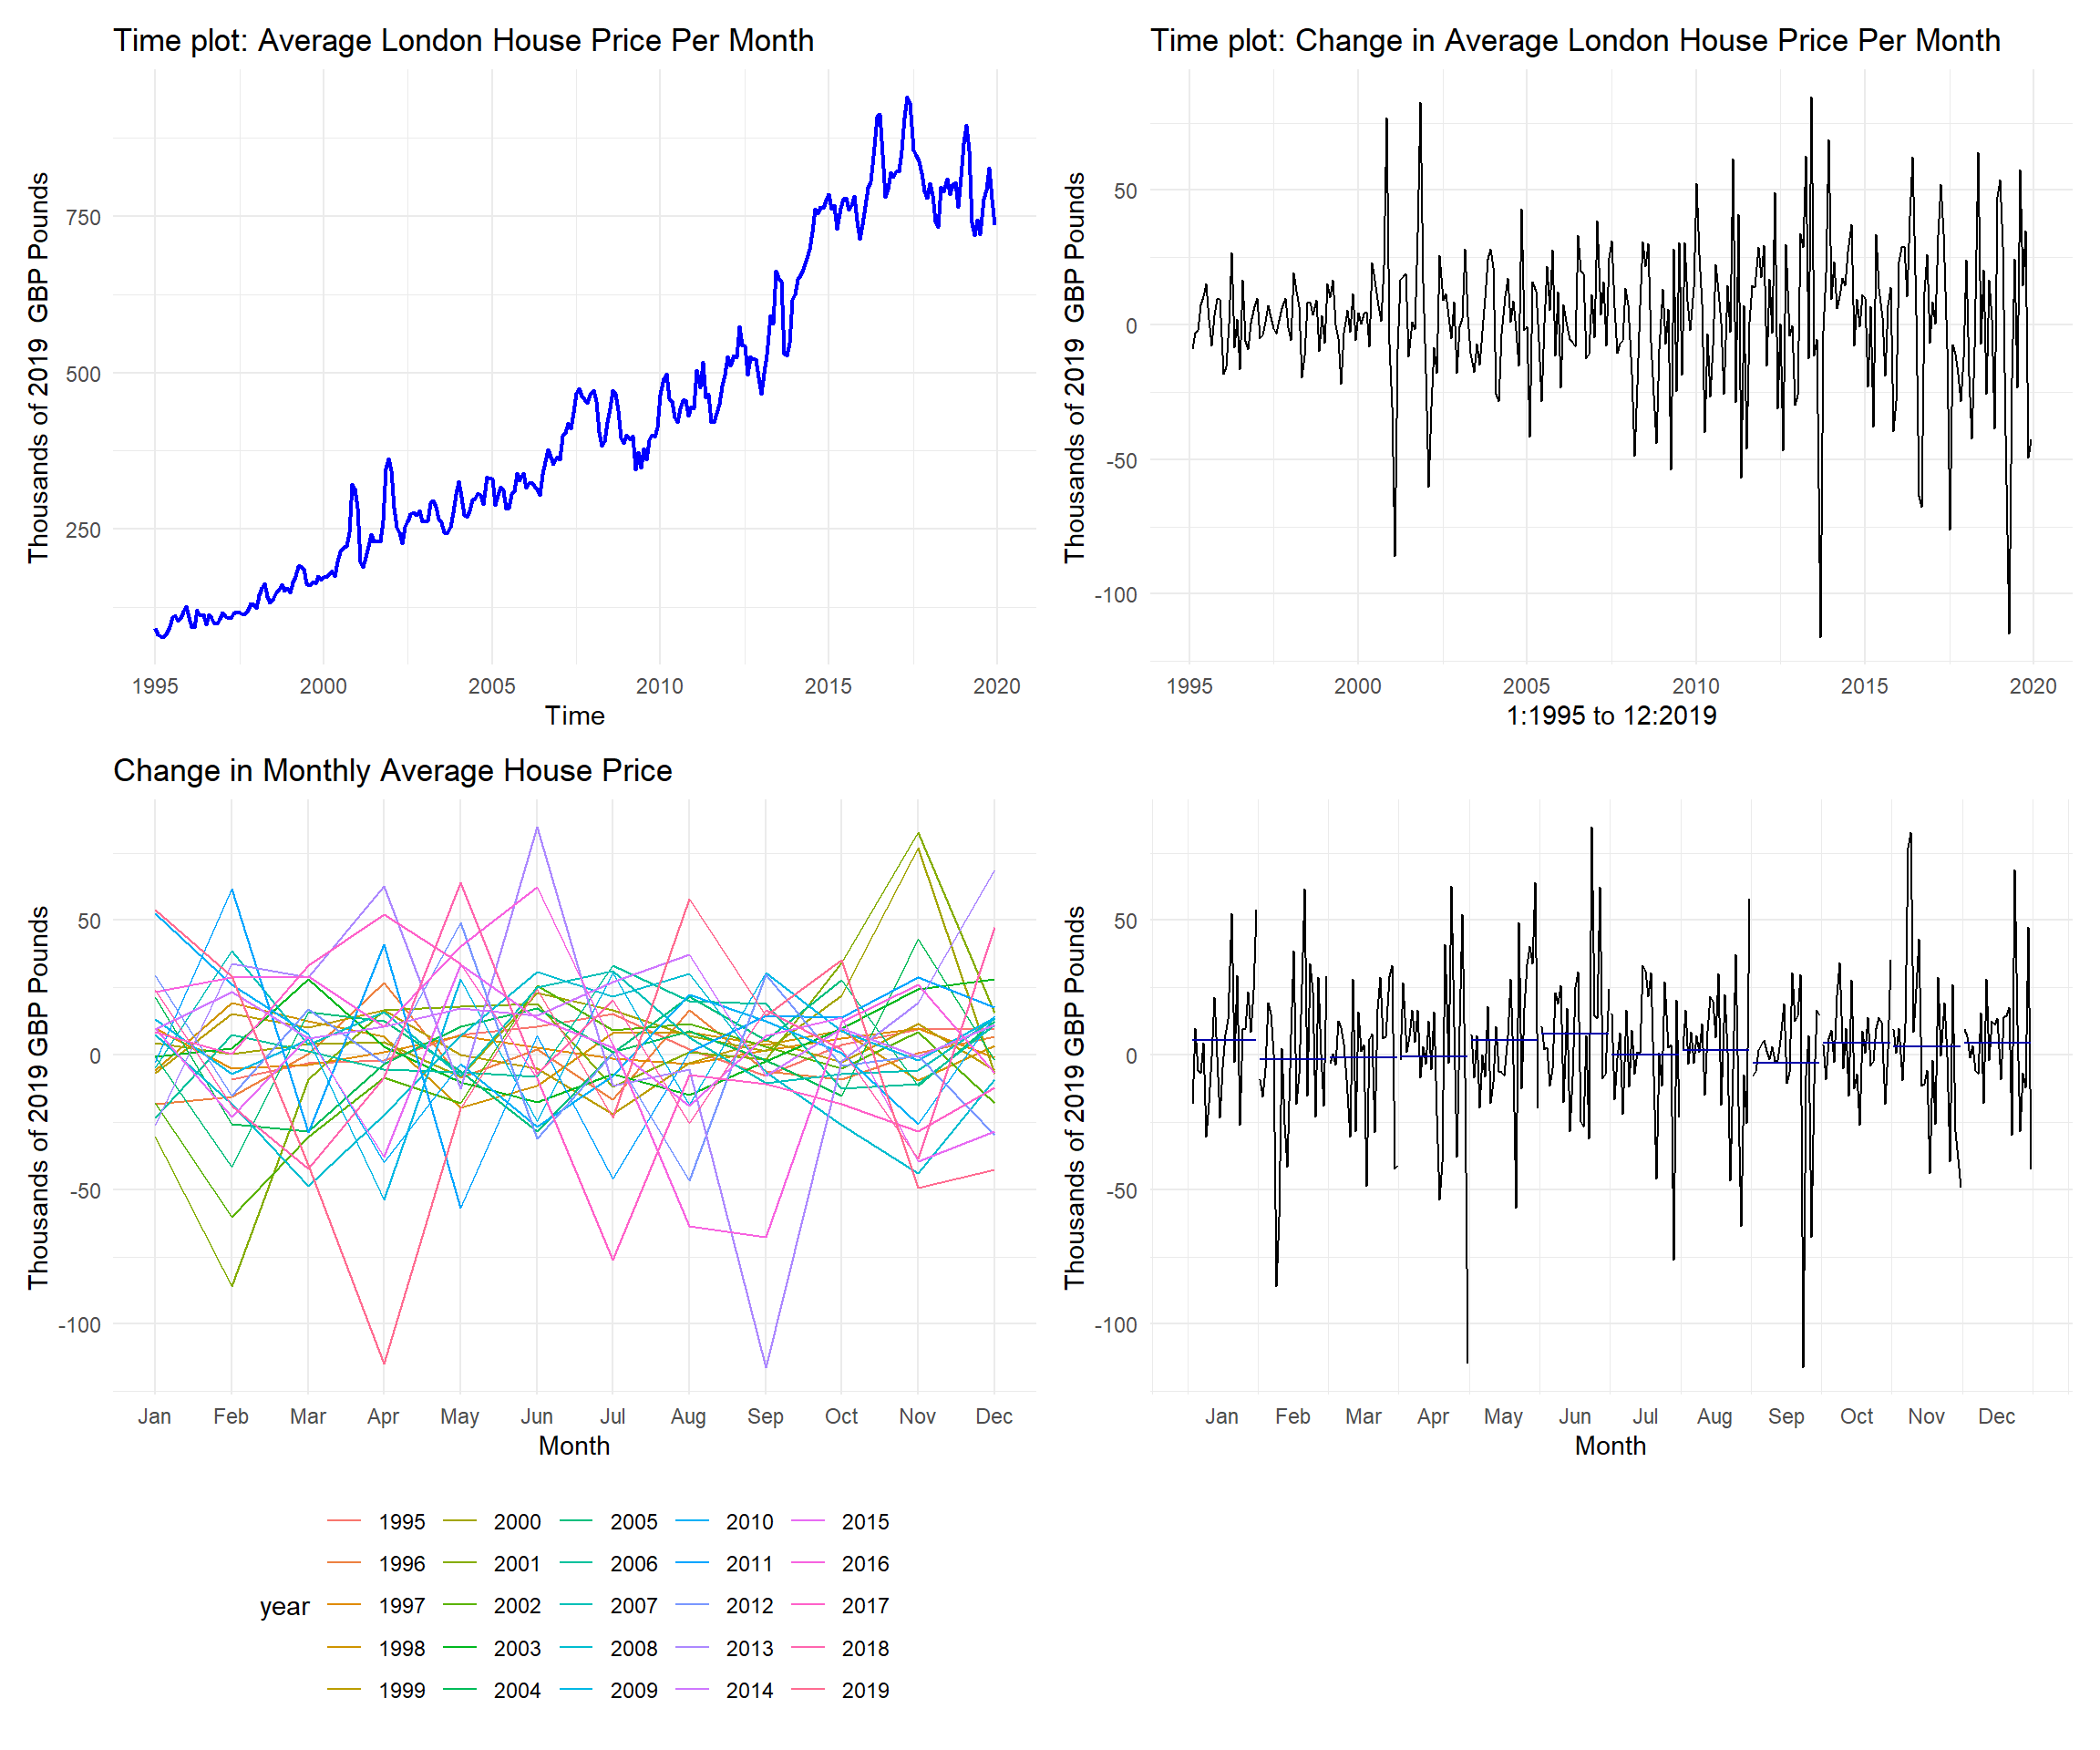 Time plot: Average London House Price Per Month
Thousands of 2019  GBP Pounds
750
500
250
1995 2000 2005 2010 2015 2020
Time
Time plot: Change in Average London House Price Per Month
Thousands of 2019  GBP Pounds
50
0
-50
-100
1995 2000 2005 2010 2015 2020
1:1995 to 12:2019
Change in Monthly Average House Price
Thousands of 2019 GBP Pounds
50
0
-50
-100
Jan Feb Mar Apr May Jun Jul Aug Sep Oct Nov Dec
Month
Thousands of 2019 GBP Pounds
50
0
-50
-100
Jan Feb Mar Apr May Jun Jul Aug Sep Oct Nov Dec
Month
year
1995 2000 2005 2010 2015
1996 2001 2006 2011 2016
1997 2002 2007 2012 2017
1998 2003 2008 2013 2018
1999 2004 2009 2014 2019